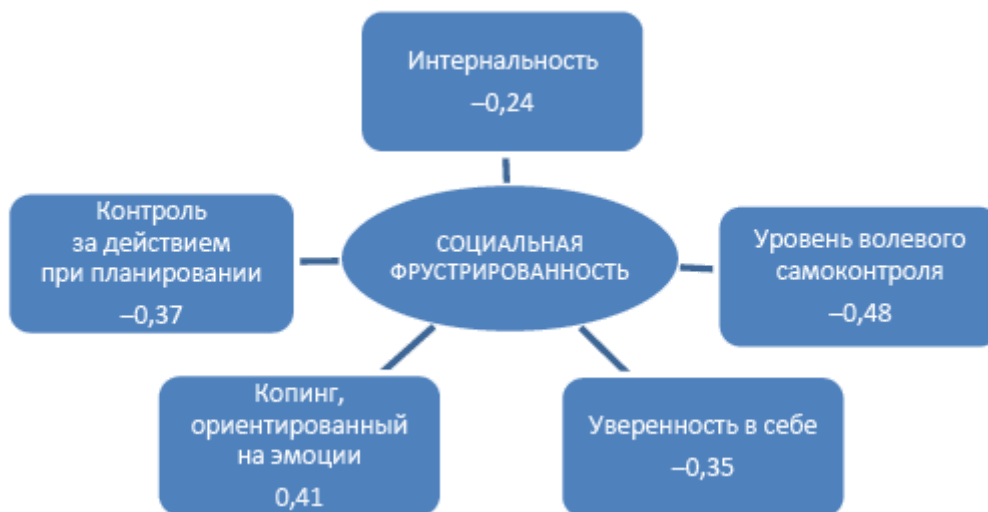 Интернальность
–0,24
Контроль
за действием
при планировании
–0,37
СОЦИАЛЬНАЯ
ФРУСТРИРОВАННОСТЬ
Уровень волевого
самоконтроля
–0,48
Копинг,
ориентированный
на эмоции
0,41
Уверенность в себе
–0,35